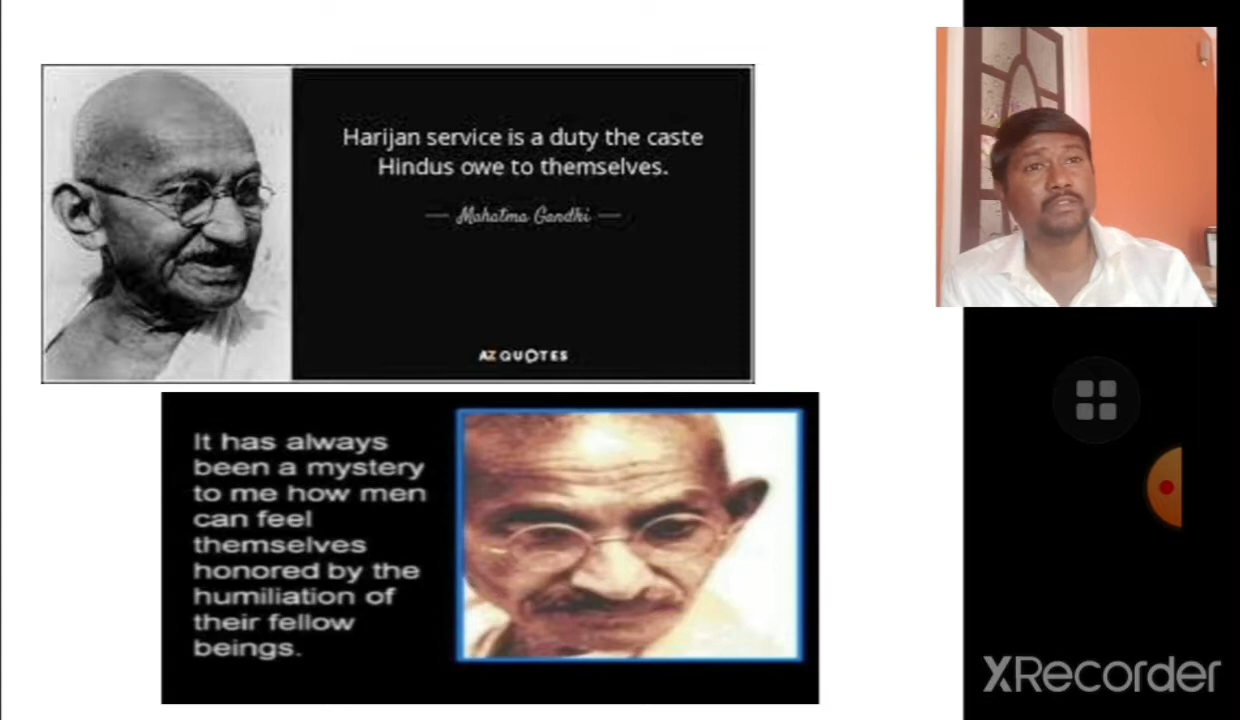 Harijan service is a duty the caste
Hindus owe to themselves.
— Mahatma Gandhi —
AZ QUOTES
It has always
been a mystery
to me how men
can feel
themselves
honored by the
humiliation of
their fellow
beings.
XRecorder